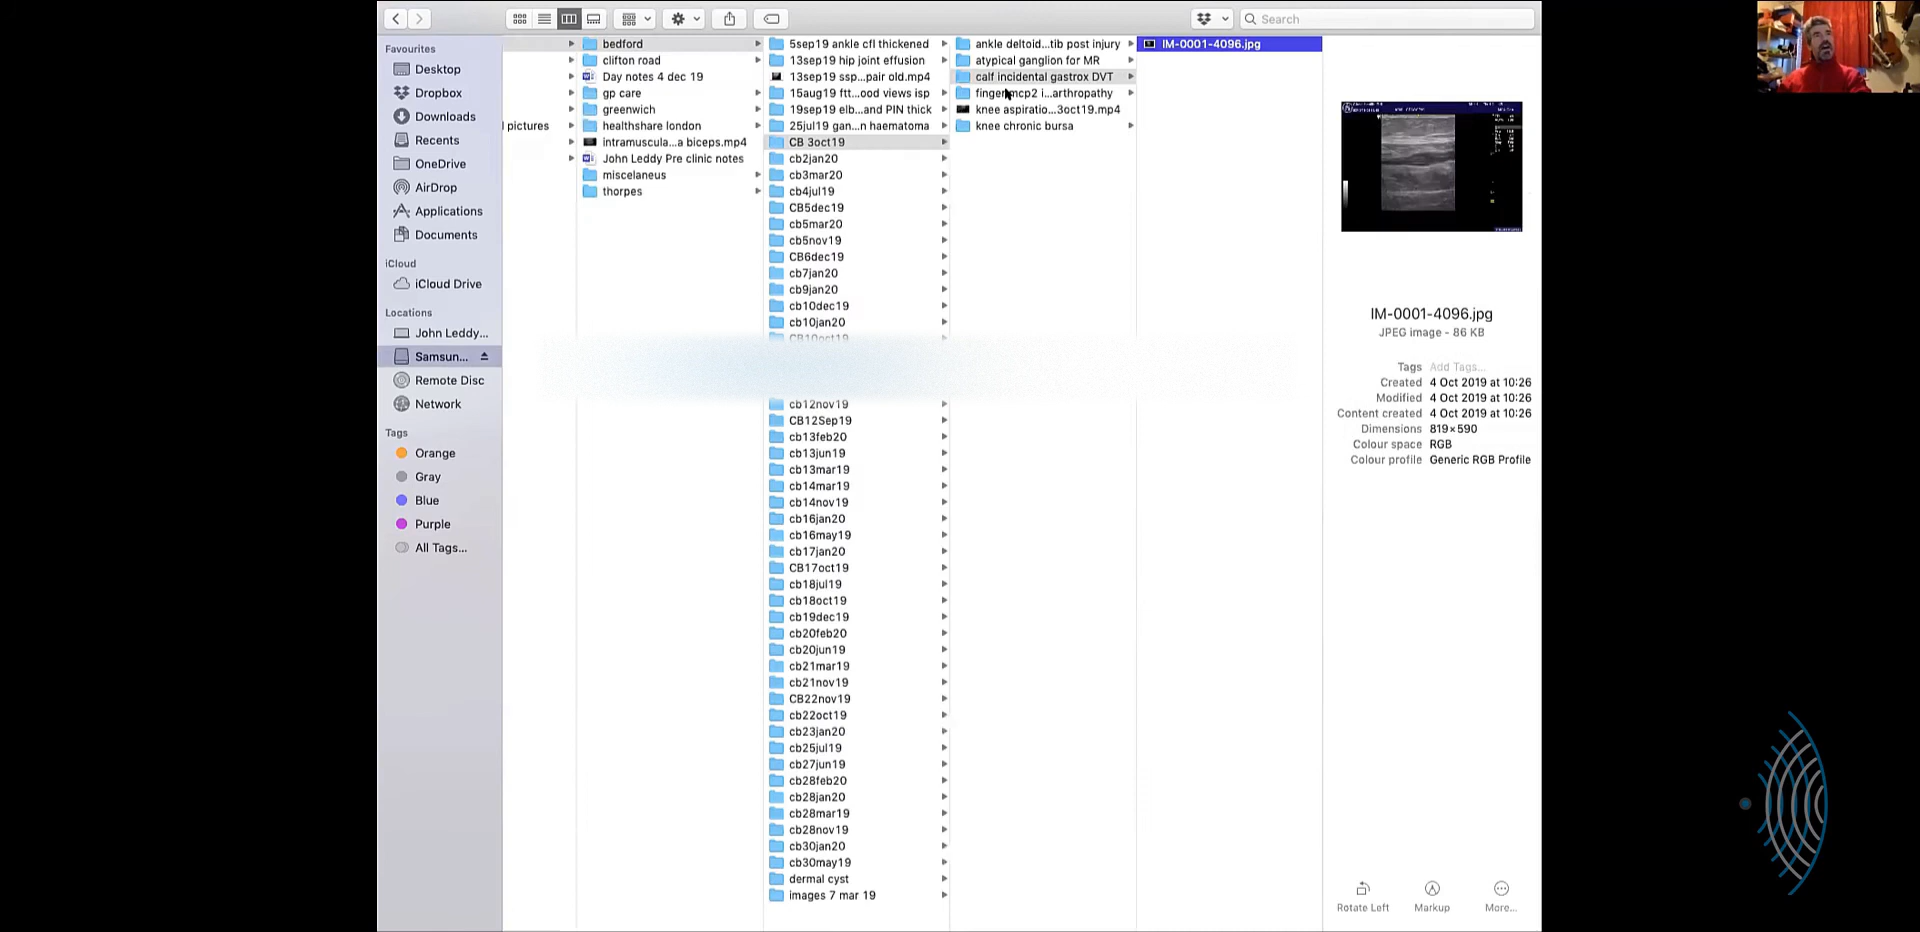 Search
Favourites
Desktop
Dropbox
Downloads
Recents
OneDrive
AirDrop
Applications
Documents
iCloud
iCloud Drive
Locations
John Leddy...
Samsun...
Remote Disc
Network
Tags
Orange
Gray
Blue
Purple
All Tags...
l pictures
bedford
clifton road
Day notes 4 dec 19
gp care
greenwich
healthshare london
intramuscula...a biceps.mp4
John Leddy Pre clinic notes
miscelaneus
thorpes
5sep19 ankle cfl thickened
13sep19 hip joint effusion
13sep19 ssp...pair old.mp4
15aug19 ftt...ood views isp
19sep19 elb...and PIN thick
25jul19 gan...n haematoma
CB 3oct19
cb2jan20
cb3mar20
cb4jul19
CB5dec19
cb5mar20
cb5nov19
CB6dec19
cb7jan20
cb9jan20
cb10dec19
cb10jan20
CB10oct19
cb12nov19
CB12Sep19
cb13feb20
cb13jun19
cb13mar19
cb14mar19
cb14nov19
cb16jan20
cb16may19
cb17jan20
CB17oct19
cb18jul19
cb18oct19
cb19dec19
cb20feb20
cb20jun19
cb21mar19
cb21nov19
CB22nov19
cb22oct19
cb23jan20
cb25jul19
cb27jun19
cb28feb20
cb28jan20
cb28mar19
cb28nov19
cb30jan20
cb30may19
dermal cyst
images 7 mar 19
ankle deltoid...tib post injury
atypical ganglion for MR
calf incidental gastrox DVT
finger mcp2 i...arthropathy
knee aspiratio...3oct19.mp4
knee chronic bursa
IM-0001-4096.jpg
IM-0001-4096.jpg
JPEG image - 86 KB
Tags Add Tags...
Created 4 Oct 2019 at 10:26
Modified 4 Oct 2019 at 10:26
Content created 4 Oct 2019 at 10:26
Dimensions 819×590
Colour space RGB
Colour profile Generic RGB Profile
Rotate Left
Markup
More...